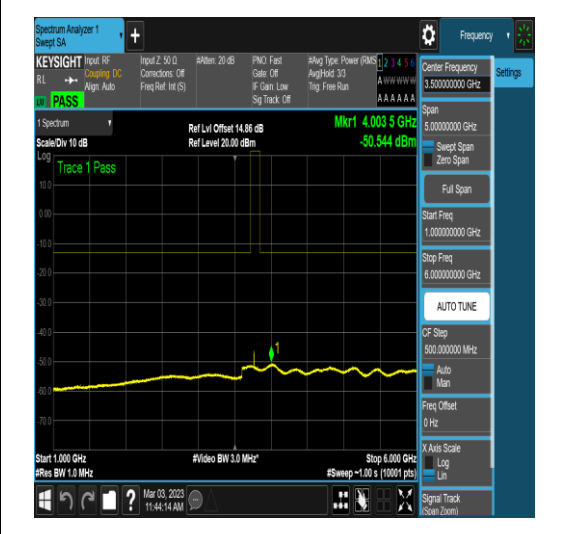 Spectrum Analyzer 1
Swept SA
Frequency
KEYSIGHT
RL
PASS
Input: RF
Coupling: DC
Align: Auto
Input Z: 50 Ω
Corrections: Off
Freq Ref: Int (S)
#Atten: 20 dB
PNO: Fast
Gate: Off
IF Gain: Low
Sig Track: Off
#Avg Type: Power (RMS
Avg|Hold: 3/3
Trig: Free Run
1 2 3 4 5 6
A W W W W W
A A A A A A
Center Frequency
3.500000000 GHz
Settings
Span
5.00000000 GHz
Swept Span
Zero Span
Full Span
Start Freq
1.000000000 GHz
Stop Freq
6.000000000 GHz
AUTO TUNE
CF Step
500.000000 MHz
Auto
Man
Freq Offset
0 Hz
X Axis Scale
Log
Lin
Signal Track
(Span Zoom)
1 Spectrum
Scale/Div 10 dB
Ref Lvl Offset 14.86 dB
Ref Level 20.00 dBm
Mkr1 4.003 5 GHz
-50.544 dBm
Log
Trace 1 Pass
10.0
0.00
-10.0
-20.0
-30.0
-40.0
-50.0
-60.0
-70.0
1
Start 1.000 GHz
#Res BW 1.0 MHz
#Video BW 3.0 MHz*
Stop 6.000 GHz
#Sweep ~1.00 s (10001 pts)
?
Mar 03, 2023
11:44:14 AM